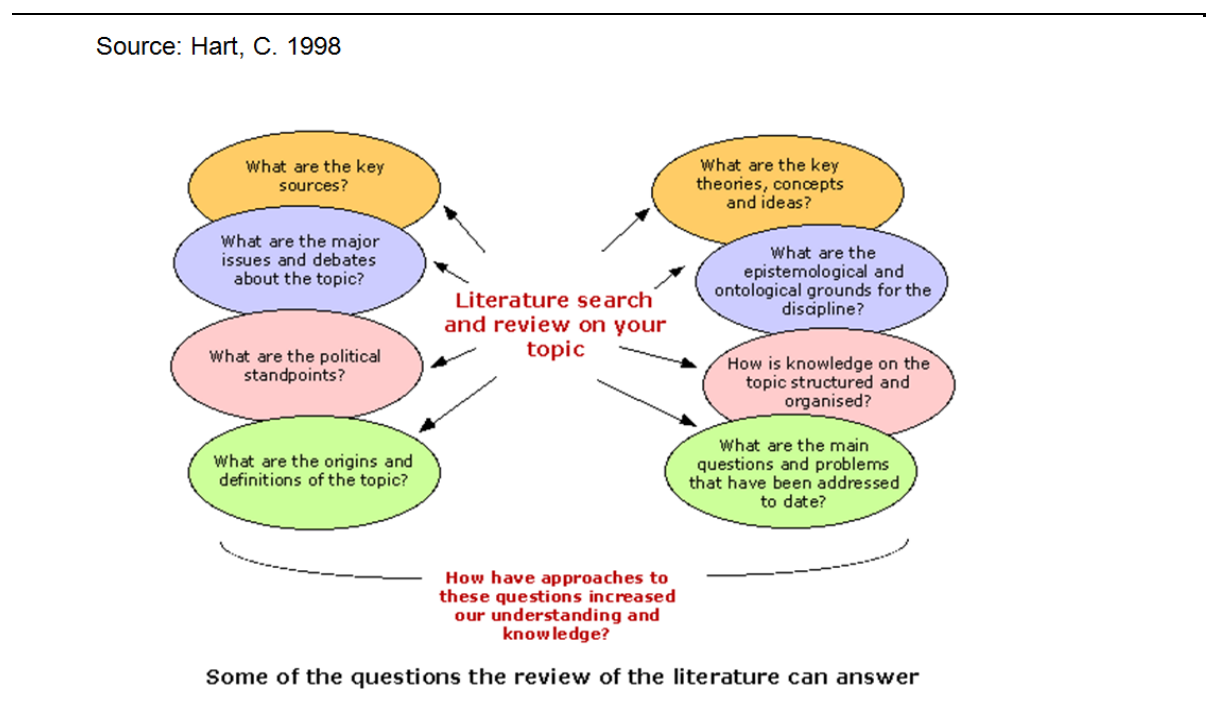 Source: Hart, C. 1998
What are the key
sources?
What are the major
issues and debates
about the topic?
What are the political
standpoints?
What are the origins and
definitions of the topic?
Literature search
and review on your
topic
What are the key
theories, concepts
and ideas?
What are the
epistemological and
ontological grounds for the
discipline?
How is knowledge on the
topic structured and
organised?
What are the main
questions and problems
that have been addressed
to date?
How have approaches to
these questions increased
our understanding and
knowledge?
Some of the questions the review of the literature can answer